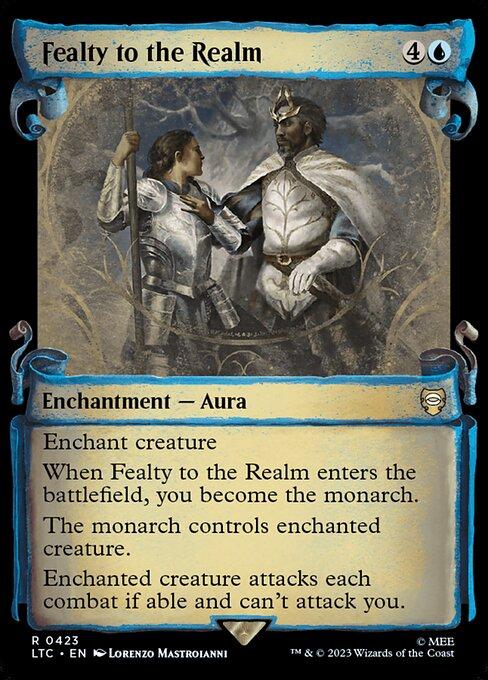 Fealty to the Realm 4
Enchantment — Aura
Enchant creature
When Fealty to the Realm enters the
battlefield, you become the monarch.
The monarch controls enchanted
creature.
Enchanted creature attacks each
combat if able and can't attack you.
R 0423
LTC • EN Lorenzo Mastroianni
© MEE
™ & © 2023 Wizards of the Coast